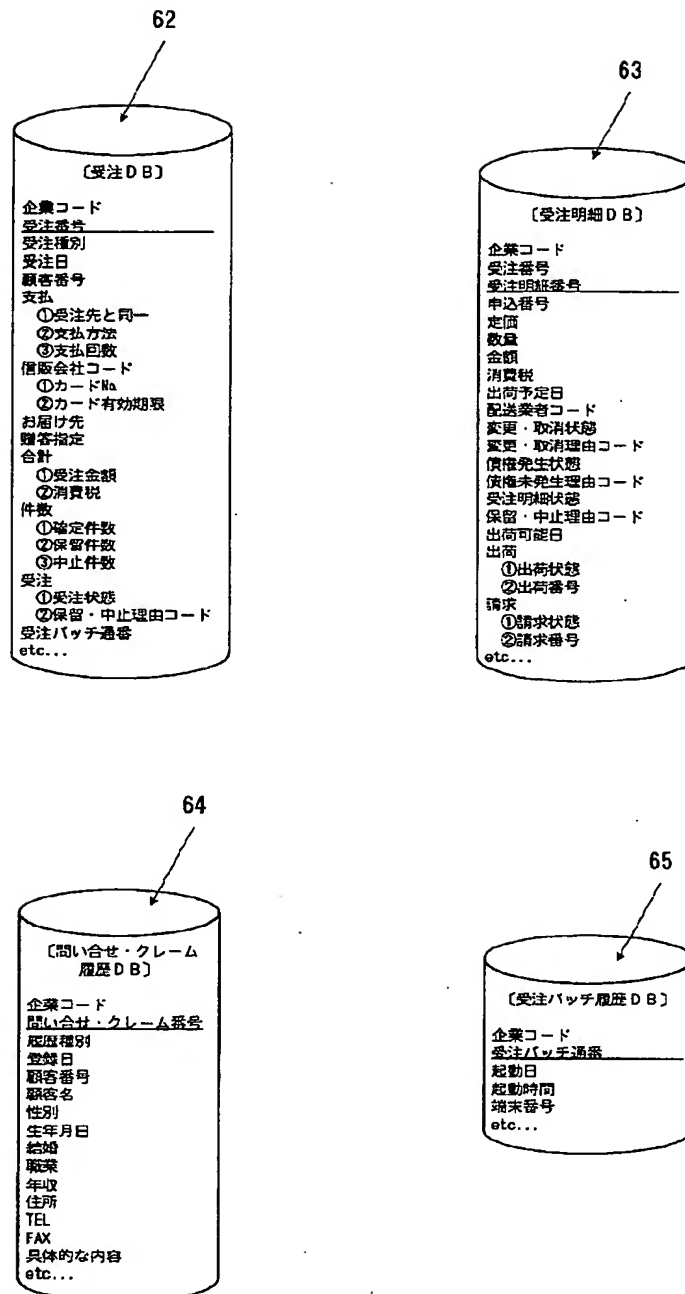 62
〔受注DB〕
企業コード
受注番号
受注種別
受注日
顧客番号
支払
①受注先と同一
②支払方法
③支払回数
信販会社コード
①カードNo
②カード有効期限
お届け先
贈答指定
合計
①受注金額
②消費税
件数
①確定件数
②保留件数
③中止件数
受注
①受注状態
②保留・中止理由コード
受注バッチ通番
etc...
63
〔受注明細DB〕
企業コード
受注番号
受注明細番号
申込番号
定価
数量
金額
消費税
出荷予定日
配送業者コード
変更・取消状態
変更・取消理由コード
債権発生状態
債権未発生理由コード
受注明細状態
保留・中止理由コード
出荷可能日
出荷
①出荷状態
②出荷番号
請求
①請求状態
②請求番号
etc...
64
〔問い合せ・クレーム
履歴DB〕
企業コード
問い合せ・クレーム番号
履歴種別
登録日
顧客番号
顧客名
性別
生年月日
結婚
職業
年収
住所
TEL
FAX
具体的な内容
etc...
65
〔受注バッチ履歴DB〕
企業コード
受注バッチ通番
起動日
起動時間
端末番号
etc...